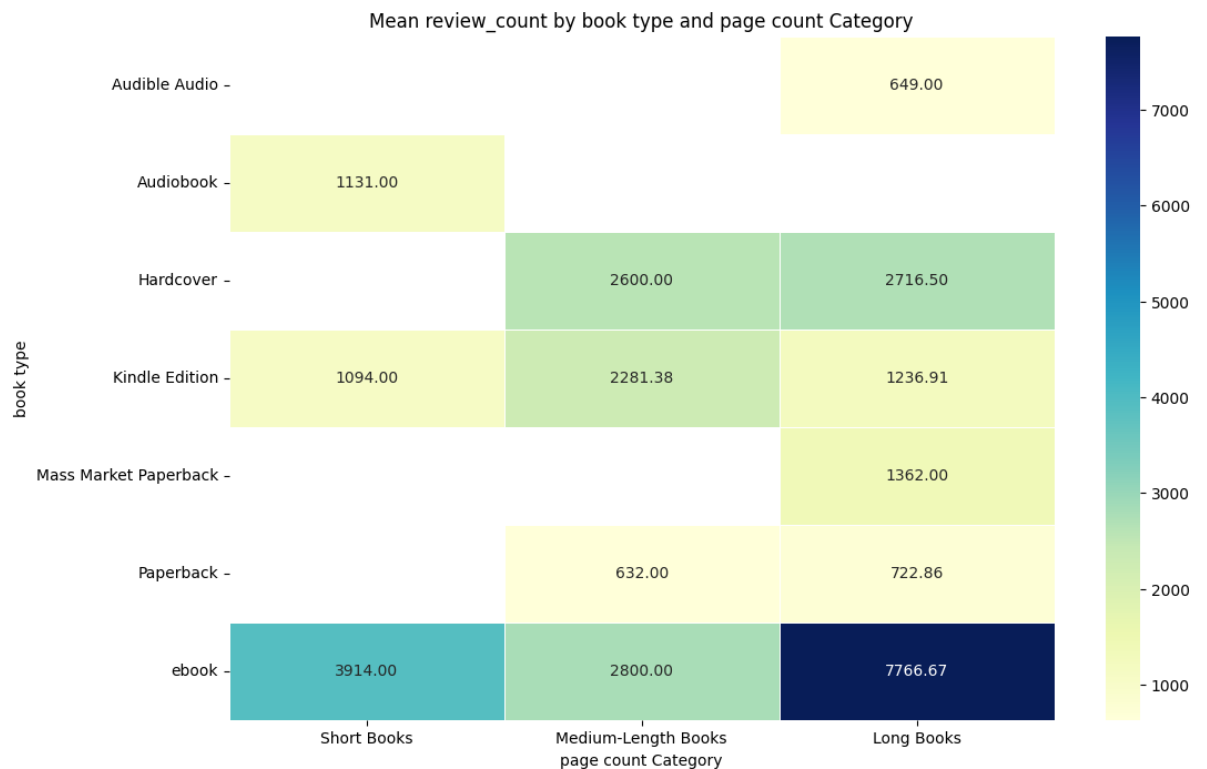 Mean review_count by book type and page count Category
Audible Audio
649.00
7000
Audiobook
1131.00
6000
Hardcover
2600.00
2716.50
5000
book type
Kindle Edition
1094.00
2281.38
1236.91
4000
Mass Market Paperback
1362.00
3000
Paperback
632.00
722.86
2000
ebook
3914.00
2800.00
7766.67
1000
Short Books
Medium-Length Books
Long Books
page count Category